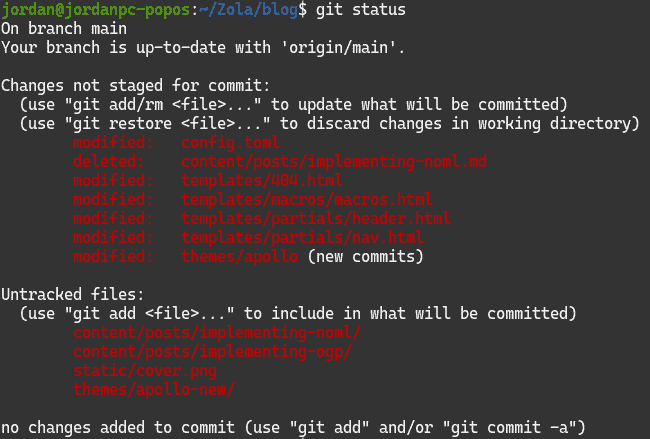 jordan@jordanpc-popos:~/Zola/blog$ git status
On branch main
Your branch is up-to-date with 'origin/main'.

Changes not staged for commit:
  (use "git add/rm <file>..." to update what will be committed)
  (use "git restore <file>..." to discard changes in working directory)
        modified:   config.toml
        deleted:    content/posts/implementing-noml.md
        modified:   templates/404.html
        modified:   templates/macros/macros.html
        modified:   templates/partials/header.html
        modified:   templates/partials/nav.html
        modified:   themes/apollo (new commits)

Untracked files:
  (use "git add <file>..." to include in what will be committed)
        content/posts/implementing-noml/
        content/posts/implementing-ogp/
        static/cover.png
        themes/apollo-new/

no changes added to commit (use "git add" and/or "git commit -a")